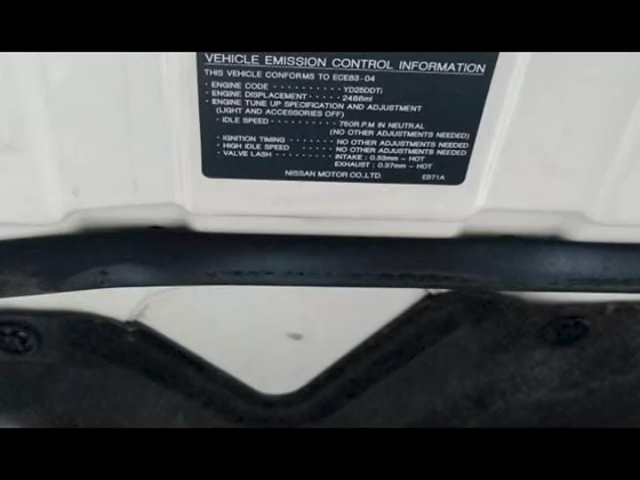 VEHICLE EMISSION CONTROL INFORMATION
THIS VEHICLE CONFORMS TO ECE83-04
· ENGINE CODE · · · · · · · · · · YD25DDTi
· ENGINE DISPLACEMENT · · · · · 2488ml
· ENGINE TUNE UP SPECIFICATION AND ADJUSTMENT
(LIGHT AND ACCESSORIES OFF)
· IDLE SPEED · · · · · · · · · · 750R.P.M IN NEUTRAL
(NO OTHER ADJUSTMENTS NEEDED)
· IGNITION TIMING · · · · · · · NO OTHER ADJUSTMENTS NEEDED
· HIGH IDLE SPEED · · · · · NO OTHER ADJUSTMENTS NEEDED
· VALVE LASH · · · · · · · · · INTAKE : 0.33mm - HOT
EXHAUST : 0.37mm - HOT
NISSAN MOTOR CO.,LTD.
EB71A